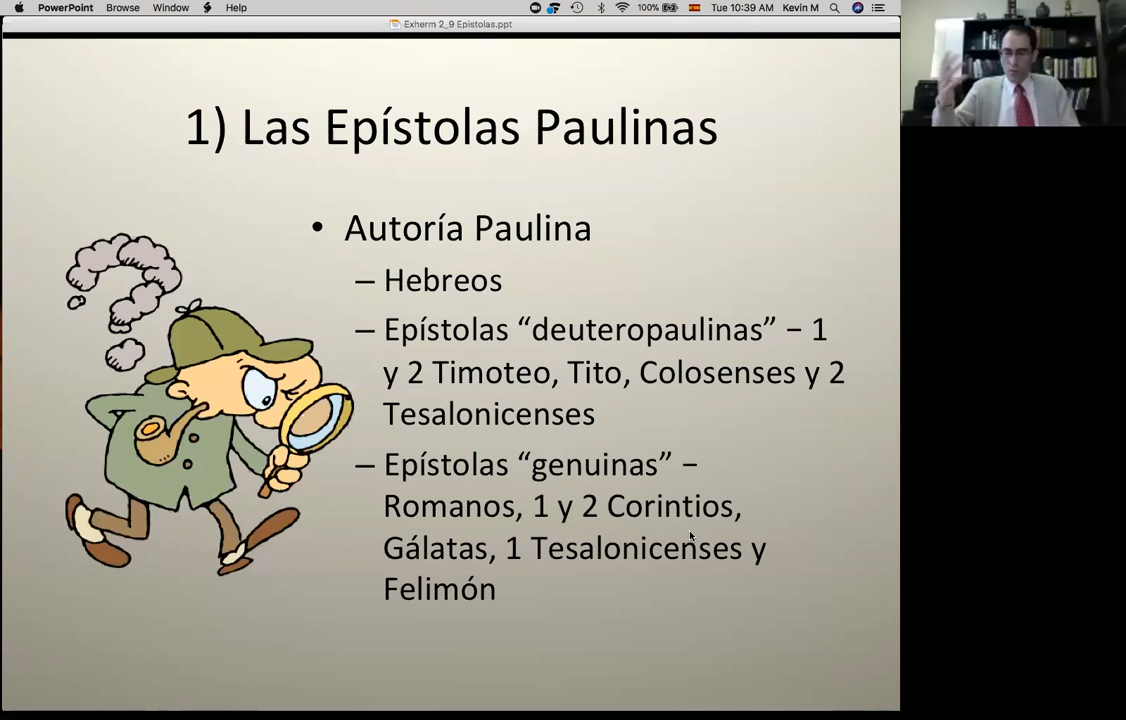 PowerPoint Browse Window Help 100% Tue 10:39 AM Kevin M
Exherm 2_9 Epistolas.ppt
1) Las Epístolas Paulinas
• Autoría Paulina
– Hebreos
– Epístolas “deuteropaulinas” – 1
y 2 Timoteo, Tito, Colosenses y 2
Tesalonicenses
– Epístolas “genuinas” –
Romanos, 1 y 2 Corintios,
Gálatas, 1 Tesalonicenses y
Felimón